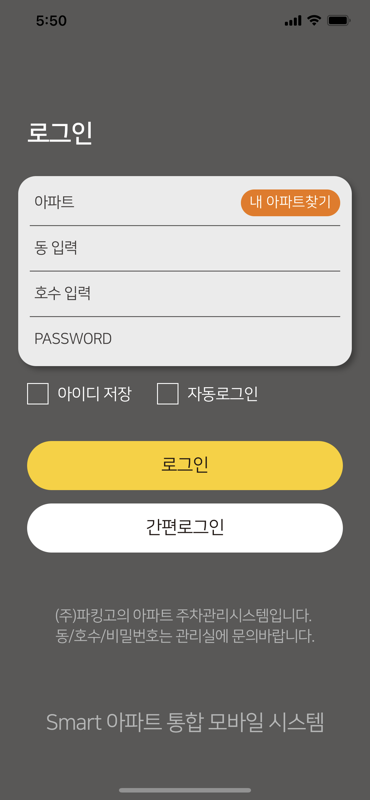 5:50
로그인
아파트
내 아파트찾기
동 입력
호수 입력
PASSWORD
아이디 저장
자동로그인
로그인
간편로그인
(주)파킹고의 아파트 주차관리시스템입니다.
동/호수/비밀번호는 관리실에 문의바랍니다.
Smart 아파트 통합 모바일 시스템